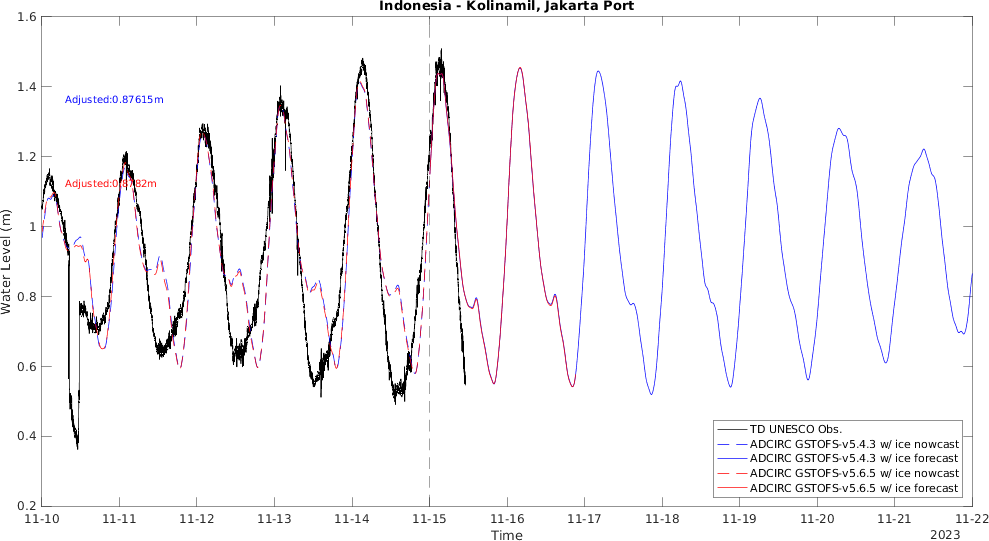 Indonesia - Kolinamil, Jakarta Port
1.6
1.4
1.2
1
0.8
0.6
0.4
0.2
Water Level (m)
Adjusted:0.87615m
Adjusted:0.8782m
TD UNESCO Obs.
ADCIRC GSTOFS-v5.4.3 w/ ice nowcast
ADCIRC GSTOFS-v5.4.3 w/ ice forecast
ADCIRC GSTOFS-v5.6.5 w/ ice nowcast
ADCIRC GSTOFS-v5.6.5 w/ ice forecast
11-10 11-11 11-12 11-13 11-14 11-15 11-16 11-17 11-18 11-19 11-20 11-21 11-22
Time
2023